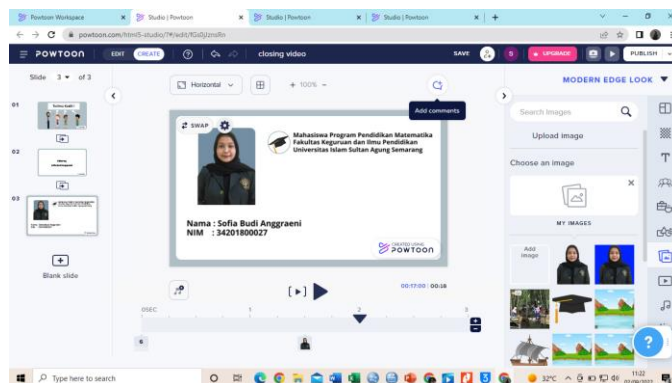 Powtoon Workspace
Studio | Powtoon
Studio | Powtoon
Studio | Powtoon
powtoon.com/html5-studio/?#/edit/fGs0jIznsRn
POWTOON
EDIT
CREATE
closing video
SAVE
UPGRADE
PUBLISH
Slide 3 of 3
Horizontal
+ 100% -
MODERN EDGE LOOK
Add comments
Search Images
Upload image
Choose an image
MY IMAGES
Add image
01
02
03
Blank slide
SWAP
Mahasiswa Program Pendidikan Matematika
Fakultas Keguruan dan Ilmu Pendidikan
Universitas Islam Sultan Agung Semarang
Nama : Sofia Budi Anggraeni
NIM : 34201800027
CREATED USING
POWTOON
00:17:00 00:18
0SEC 1 2 3
Type here to search
32°C
11:22